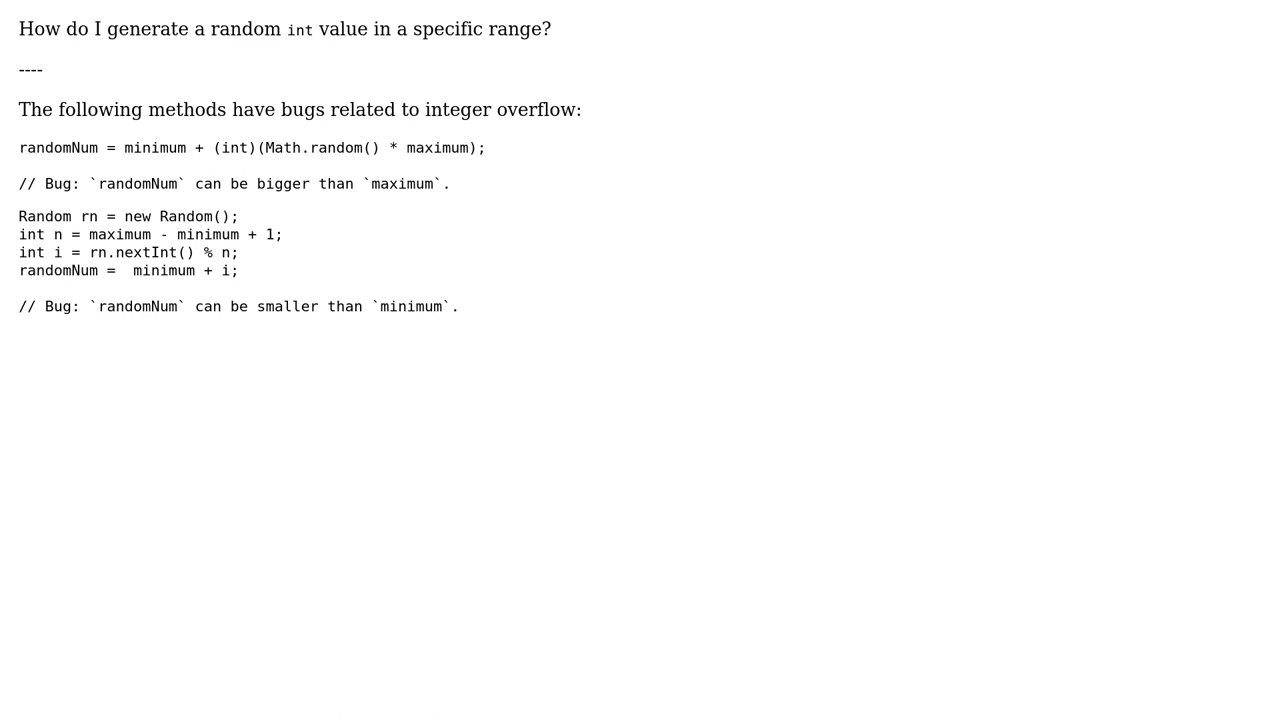 How do I generate a random int value in a specific range?
----
The following methods have bugs related to integer overflow:
randomNum = minimum + (int)(Math.random() * maximum);
// Bug: `randomNum` can be bigger than `maximum`.
Random rn = new Random();
int n = maximum - minimum + 1;
int i = rn.nextInt() % n;
randomNum =  minimum + i;
// Bug: `randomNum` can be smaller than `minimum`.